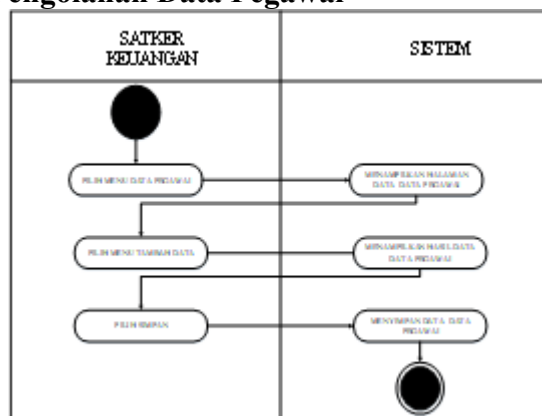 engolahan Data Pegawai
SATKER
KEUANGAN
SISTEM
PILIH MENU DATA PEGAWAI
MENAMPILKAN HALAMAN
DATA DATA PEGAWAI
PILIH MENU TAMBAH DATA
MENAMPILKAN HASIL DATA
DATA PEGAWAI
PILIH SIMPAN
MENYIMPAN DATA DATA
PEGAWAI